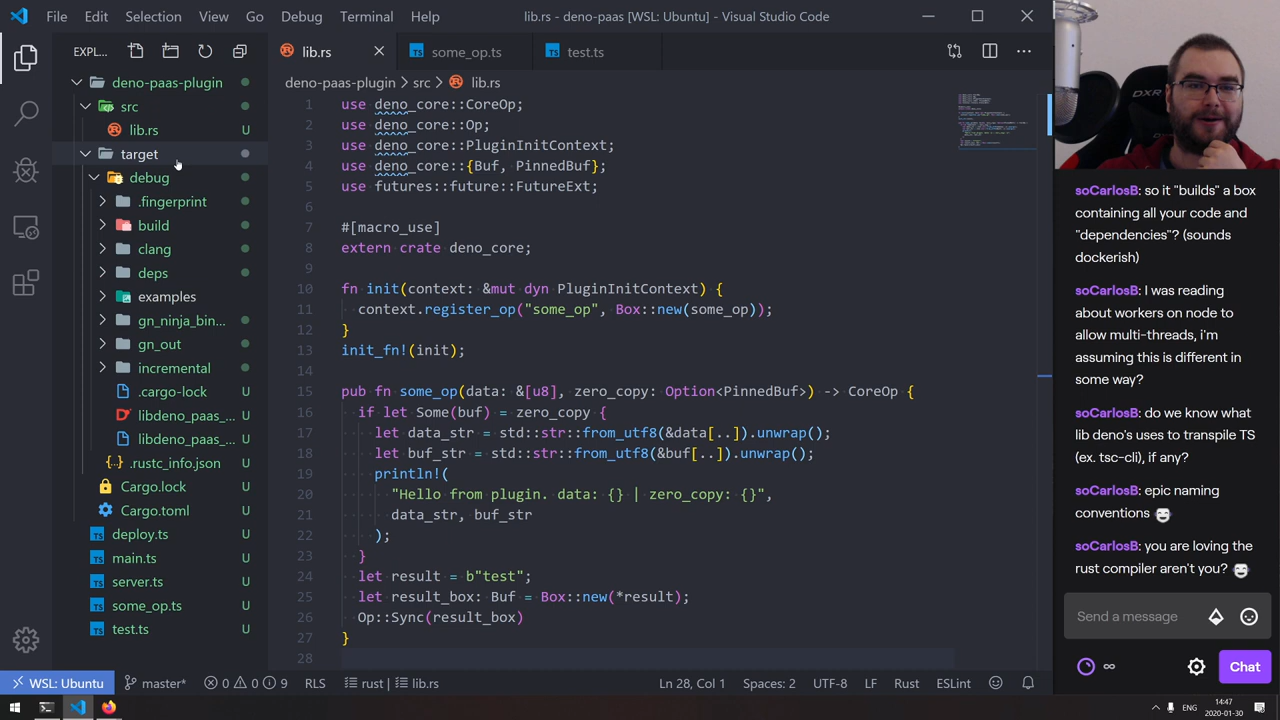 File Edit Selection View Go Debug Terminal Help
lib.rs - deno-paas [WSL: Ubuntu] - Visual Studio Code
EXPL...
deno-paas-plugin
src
lib.rs U
target
debug
.fingerprint
build
clang
deps
examples
gn_ninja_bin...
gn_out
incremental
.cargo-lock
libdeno_paas_...
libdeno_paas_...
.rustc_info.json U
Cargo.lock U
Cargo.toml U
deploy.ts U
main.ts U
server.ts U
some_op.ts U
test.ts U
lib.rs
TS some_op.ts
TS test.ts
deno-paas-plugin › src › lib.rs
1 use deno_core::CoreOp;
2 use deno_core::Op;
3 use deno_core::PluginInitContext;
4 use deno_core::{Buf, PinnedBuf};
5 use futures::future::FutureExt;
6
7 #[macro_use]
8 extern crate deno_core;
9
10 fn init(context: &mut dyn PluginInitContext) {
11 context.register_op("some_op", Box::new(some_op));
12 }
13 init_fn!(init);
14
15 pub fn some_op(data: &[u8], zero_copy: Option<PinnedBuf>) -> CoreOp {
16 if let Some(buf) = zero_copy {
17 let data_str = std::str::from_utf8(&data[..]).unwrap();
18 let buf_str = std::str::from_utf8(&buf[..]).unwrap();
19 println!(
20 "Hello from plugin. data: {} | zero_copy: {}",
21 data_str, buf_str
22 );
23 }
24 let result = b"test";
25 let result_box: Buf = Box::new(*result);
26 Op::Sync(result_box)
27 }
28
DXR
soCarlosB: so it "builds" a box
containing all your code and
"dependencies"? (sounds
dockerish)
soCarlosB: I was reading
about workers on node to
allow multi-threads, i'm
assuming this is different in
some way?
soCarlosB: do we know what
lib deno's uses to transpile TS
(ex. tsc-cli), if any?
soCarlosB: epic naming
conventions
soCarlosB: you are loving the
rust compiler aren't you?
Send a message
∞ Chat
WSL: Ubuntu master* 0 0 9 RLS rust | lib.rs Ln 28, Col 1 Spaces: 2 UTF-8 LF Rust ESLint
ENG 14:47
2020-01-30